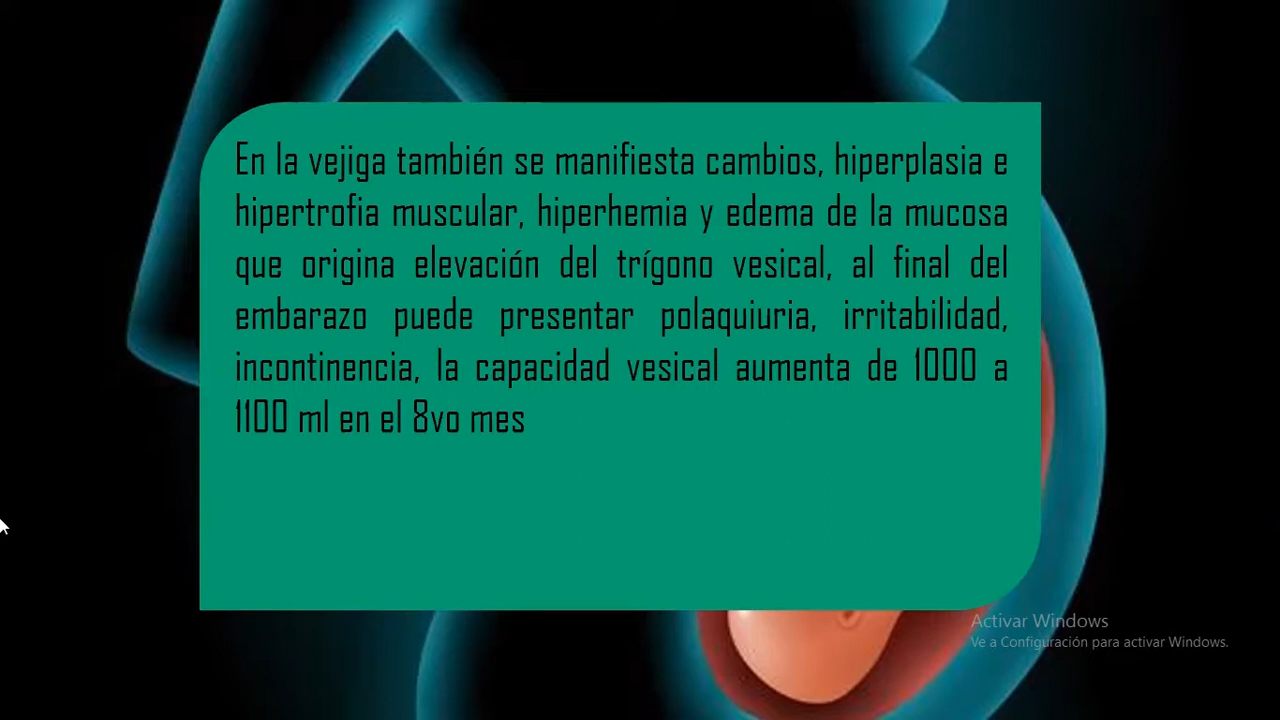 En la vejiga también se manifiesta cambios, hiperplasia e
hipertrofia muscular, hiperhemia y edema de la mucosa
que origina elevación del trígono vesical, al final del
embarazo puede presentar polaquiuria, irritabilidad,
incontinencia, la capacidad vesical aumenta de 1000 a
1100 ml en el 8vo mes
Activar Windows
Ve a Configuración para activar Windows.